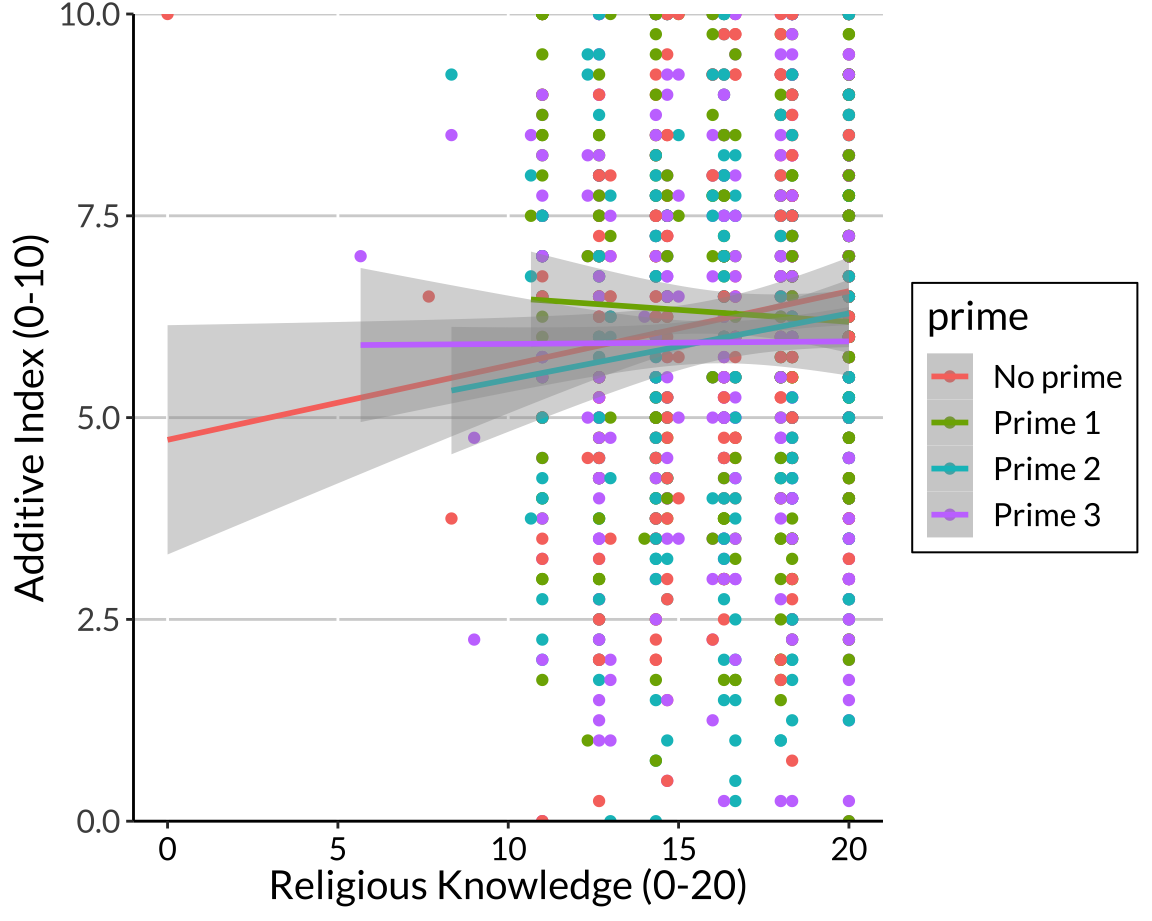 10.0
7.5
5.0
2.5
0.0
Additive Index (0-10)
0 5 10 15 20
Religious Knowledge (0-20)
prime
No prime
Prime 1
Prime 2
Prime 3